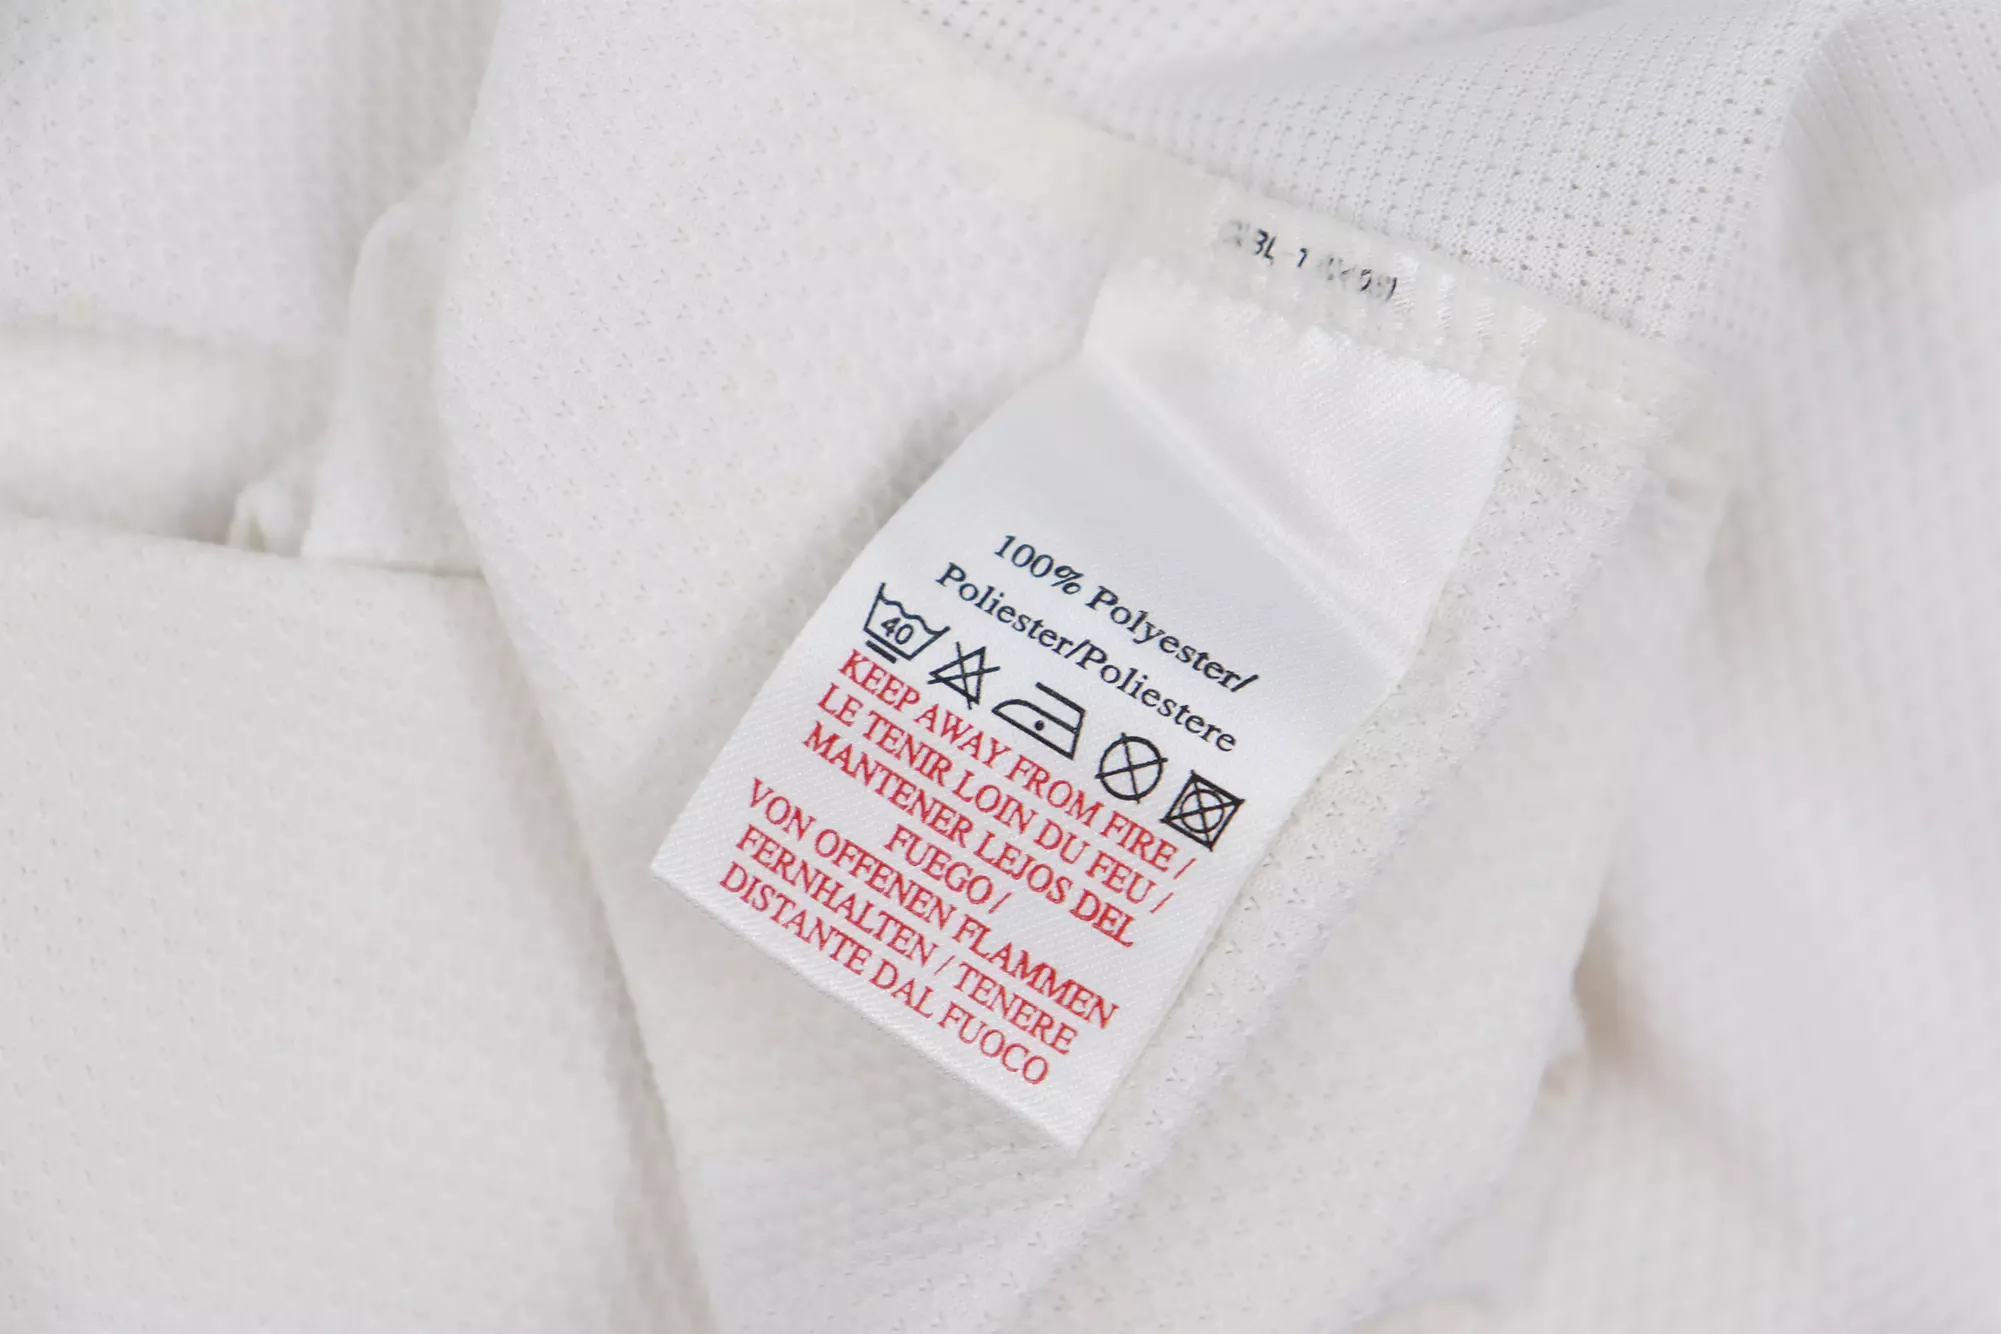 100% Polyester/
Poliester/Poliestere
40
KEEP AWAY FROM FIRE /
LE TENIR LOIN DU FEU /
MANTENER LEJOS DEL
FUEGO /
VON OFFENEN FLAMMEN
FERNHALTEN / TENERE
DISTANTE DAL FUOCO